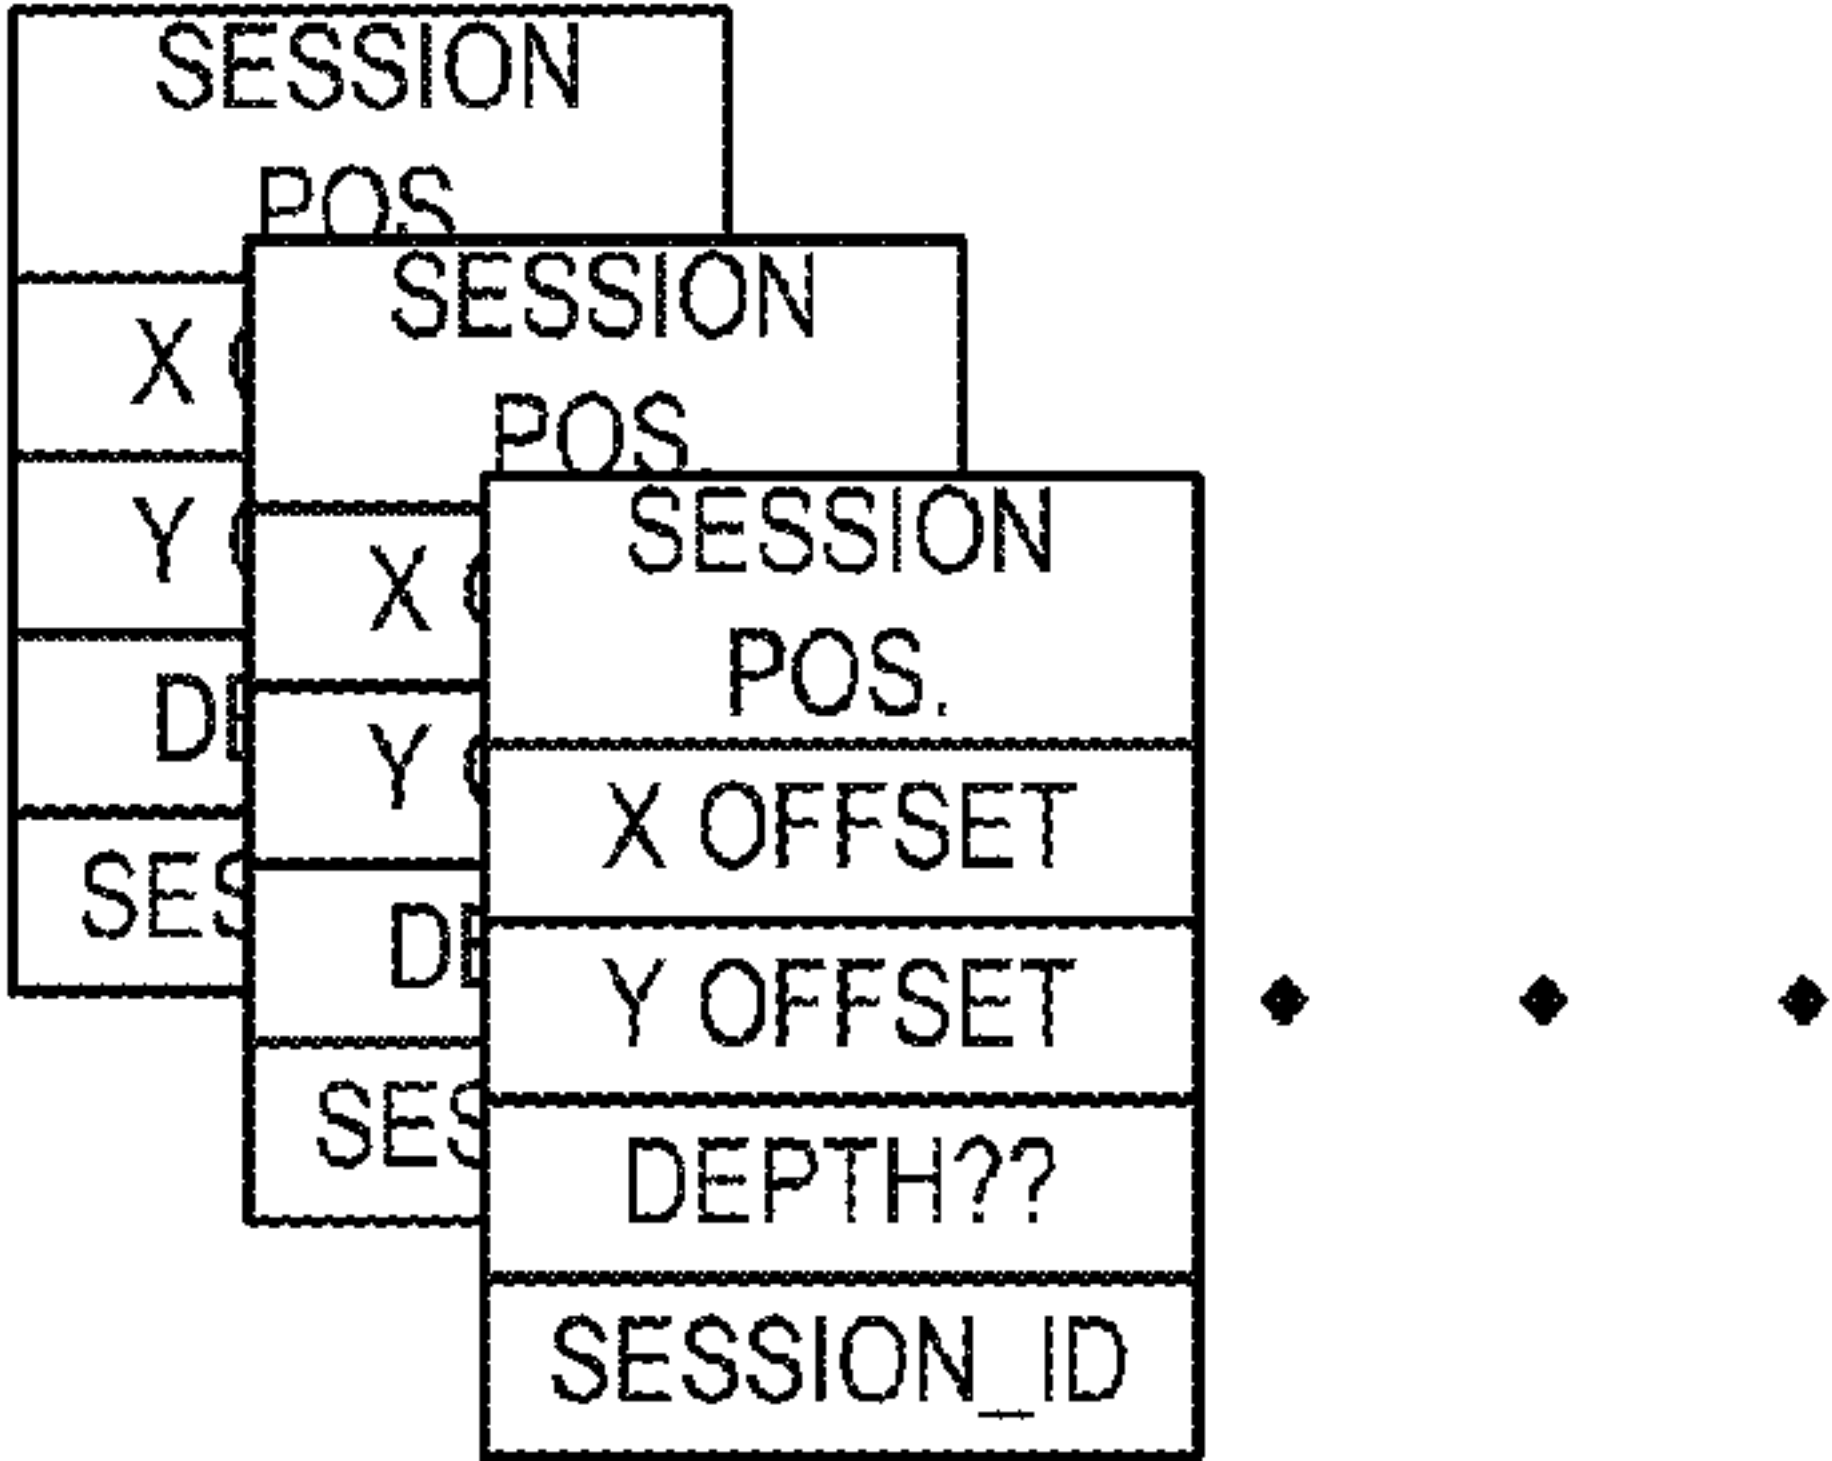 SESSION
POS
X
Y
SESSION
POS.
X
Y
SESSION
POS.
X OFFSET
Y OFFSET
DEPTH??
SESSION_ID